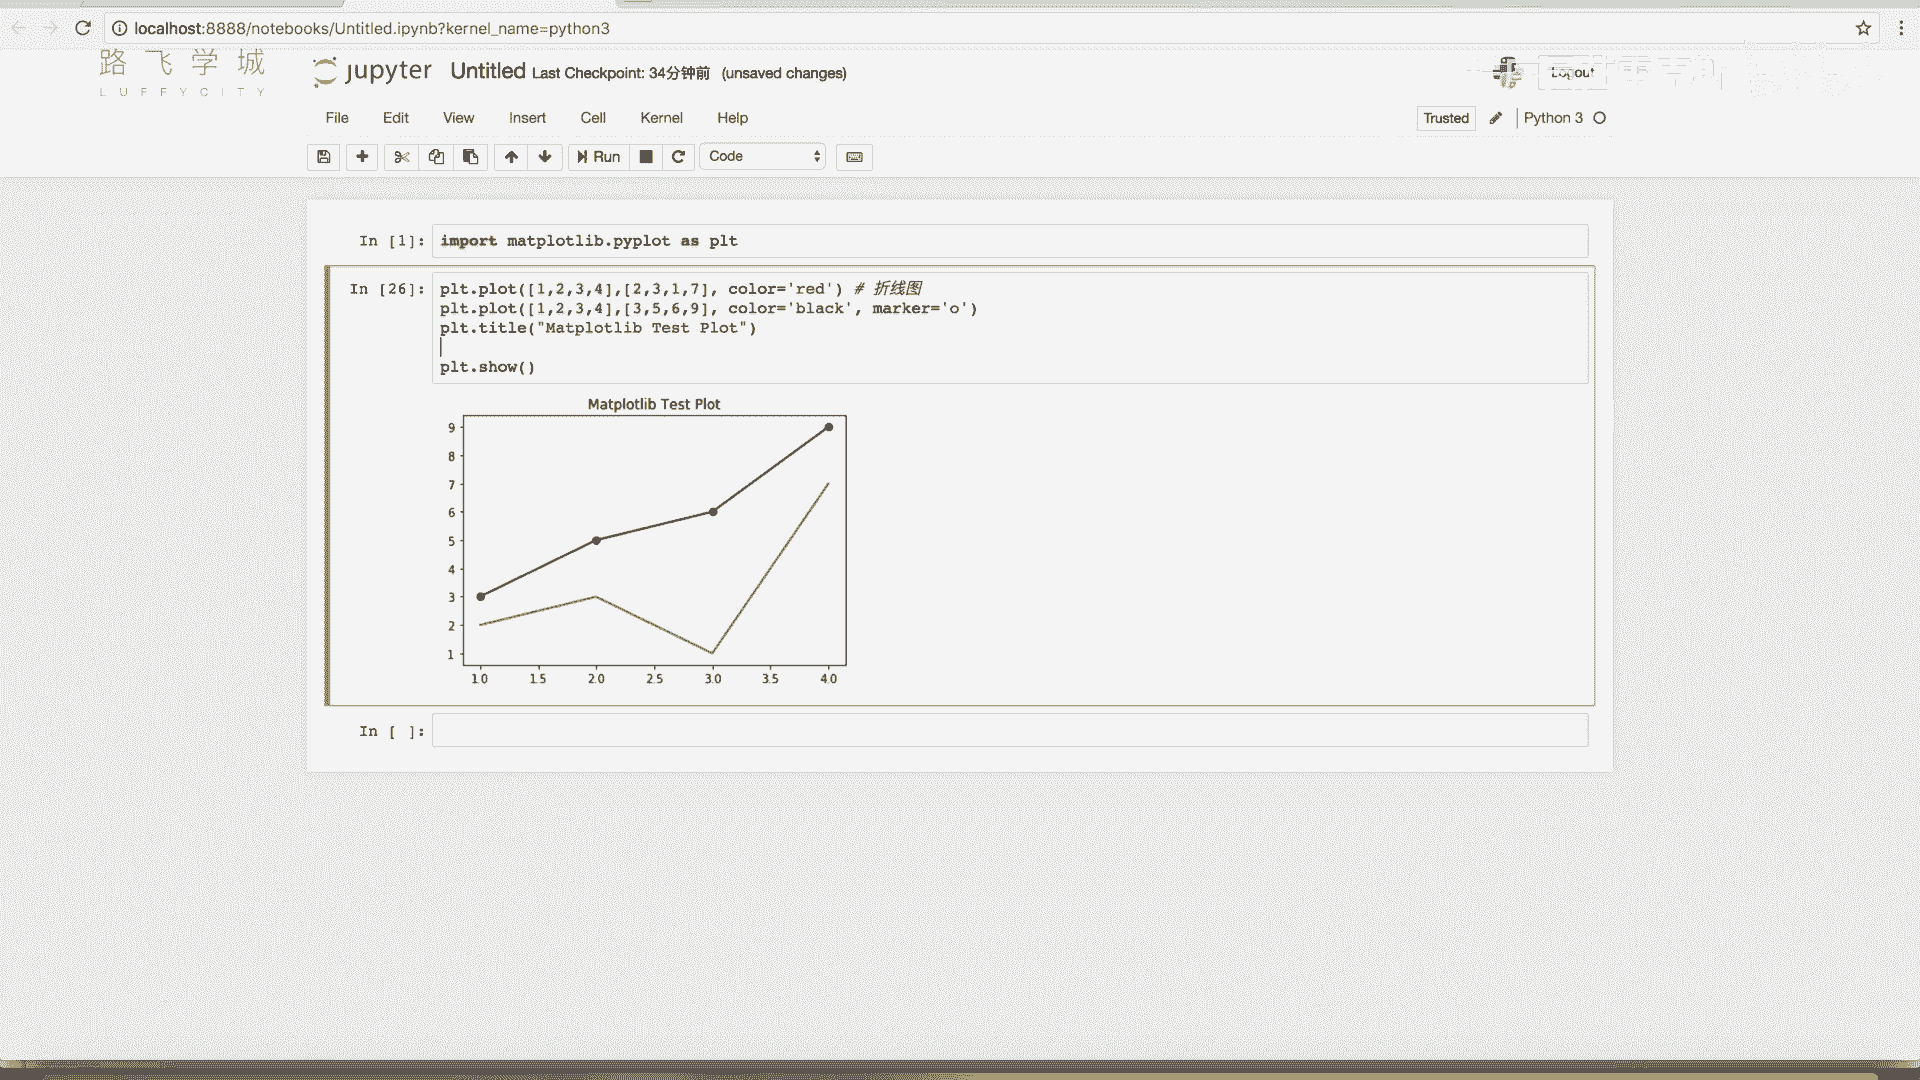 localhost:8888/notebooks/Untitled.ipynb?kernel_name=python3
路飞学城
LUFFYCITY
jupyter Untitled Last Checkpoint: 34分钟前 (unsaved changes)
Logout
File Edit View Insert Cell Kernel Help
Trusted Python 3
Run Code
In [1]: import matplotlib.pyplot as plt
In [26]: plt.plot([1,2,3,4],[2,3,1,7], color='red') # 折线图
plt.plot([1,2,3,4],[3,5,6,9], color='black', marker='o')
plt.title("Matplotlib Test Plot")
plt.show()
Matplotlib Test Plot
9
8
7
6
5
4
3
2
1
1.0 1.5 2.0 2.5 3.0 3.5 4.0
In [ ]: